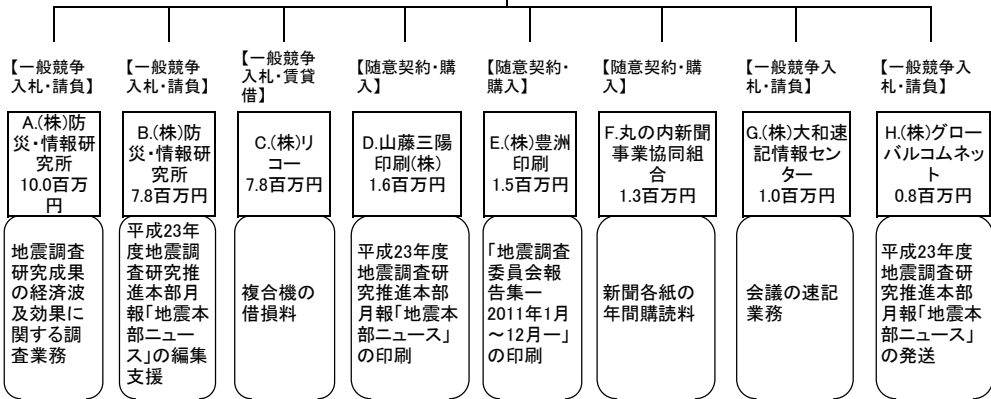 【一般競争
入札・請負】
A.(株)防
災・情報研
究所
10.0百万
円
地震調査
研究成果
の経済波
及効果に
関する調
査業務
【一般競争
入札・請負】
B.(株)防
災・情報研
究所
7.8百万円
平成23年
度地震調
査研究推
進本部月
報「地震本
部ニュー
ス」の編集
支援
【一般競争
入札・賃貸
借】
C.(株)リ
コー
7.8百万円
複合機の
借損料
【随意契約・購
入】
D.山藤三陽
印刷(株)
1.6百万円
平成23年度
地震調査研
究推進本部
月報「地震本
部ニュース」
の印刷
【随意契約・
購入】
E.(株)豊洲
印刷
1.5百万円
「地震調査
委員会報
告集―
2011年1月
～12月―」
の印刷
【随意契約・購
入】
F.丸の内新聞
事業協同組
合
1.3百万円
新聞各紙の
年間購読料
【一般競争入
札・請負】
G.(株)大和速
記情報セン
ター
1.0百万円
会議の速記
業務
【一般競争入
札・請負】
H.(株)グロー
バルコムネッ
ト
0.8百万円
平成23年度
地震調査研
究推進本部
月報「地震本
部ニュース」
の発送